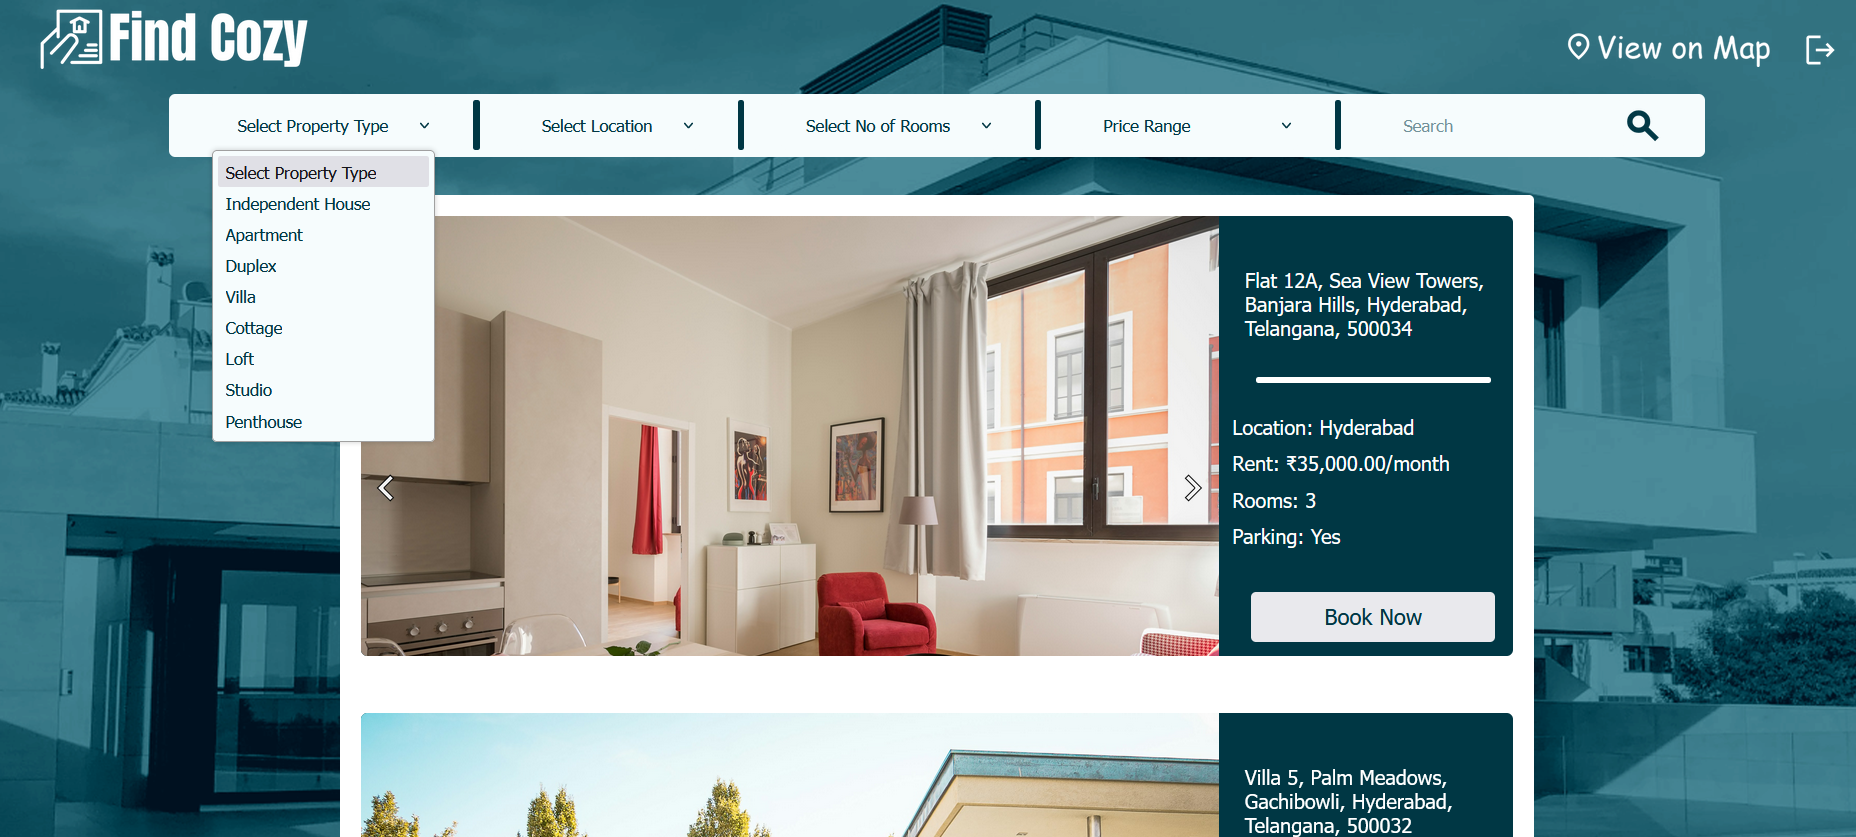 Find Cozy
View on Map
Select Property Type
Select Location
Select No of Rooms
Price Range
Search
Select Property Type
Independent House
Apartment
Duplex
Villa
Cottage
Loft
Studio
Penthouse
Flat 12A, Sea View Towers,
Banjara Hills, Hyderabad,
Telangana, 500034
Location: Hyderabad
Rent: ₹35,000.00/month
Rooms: 3
Parking: Yes
Book Now
Villa 5, Palm Meadows,
Gachibowli, Hyderabad,
Telangana, 500032